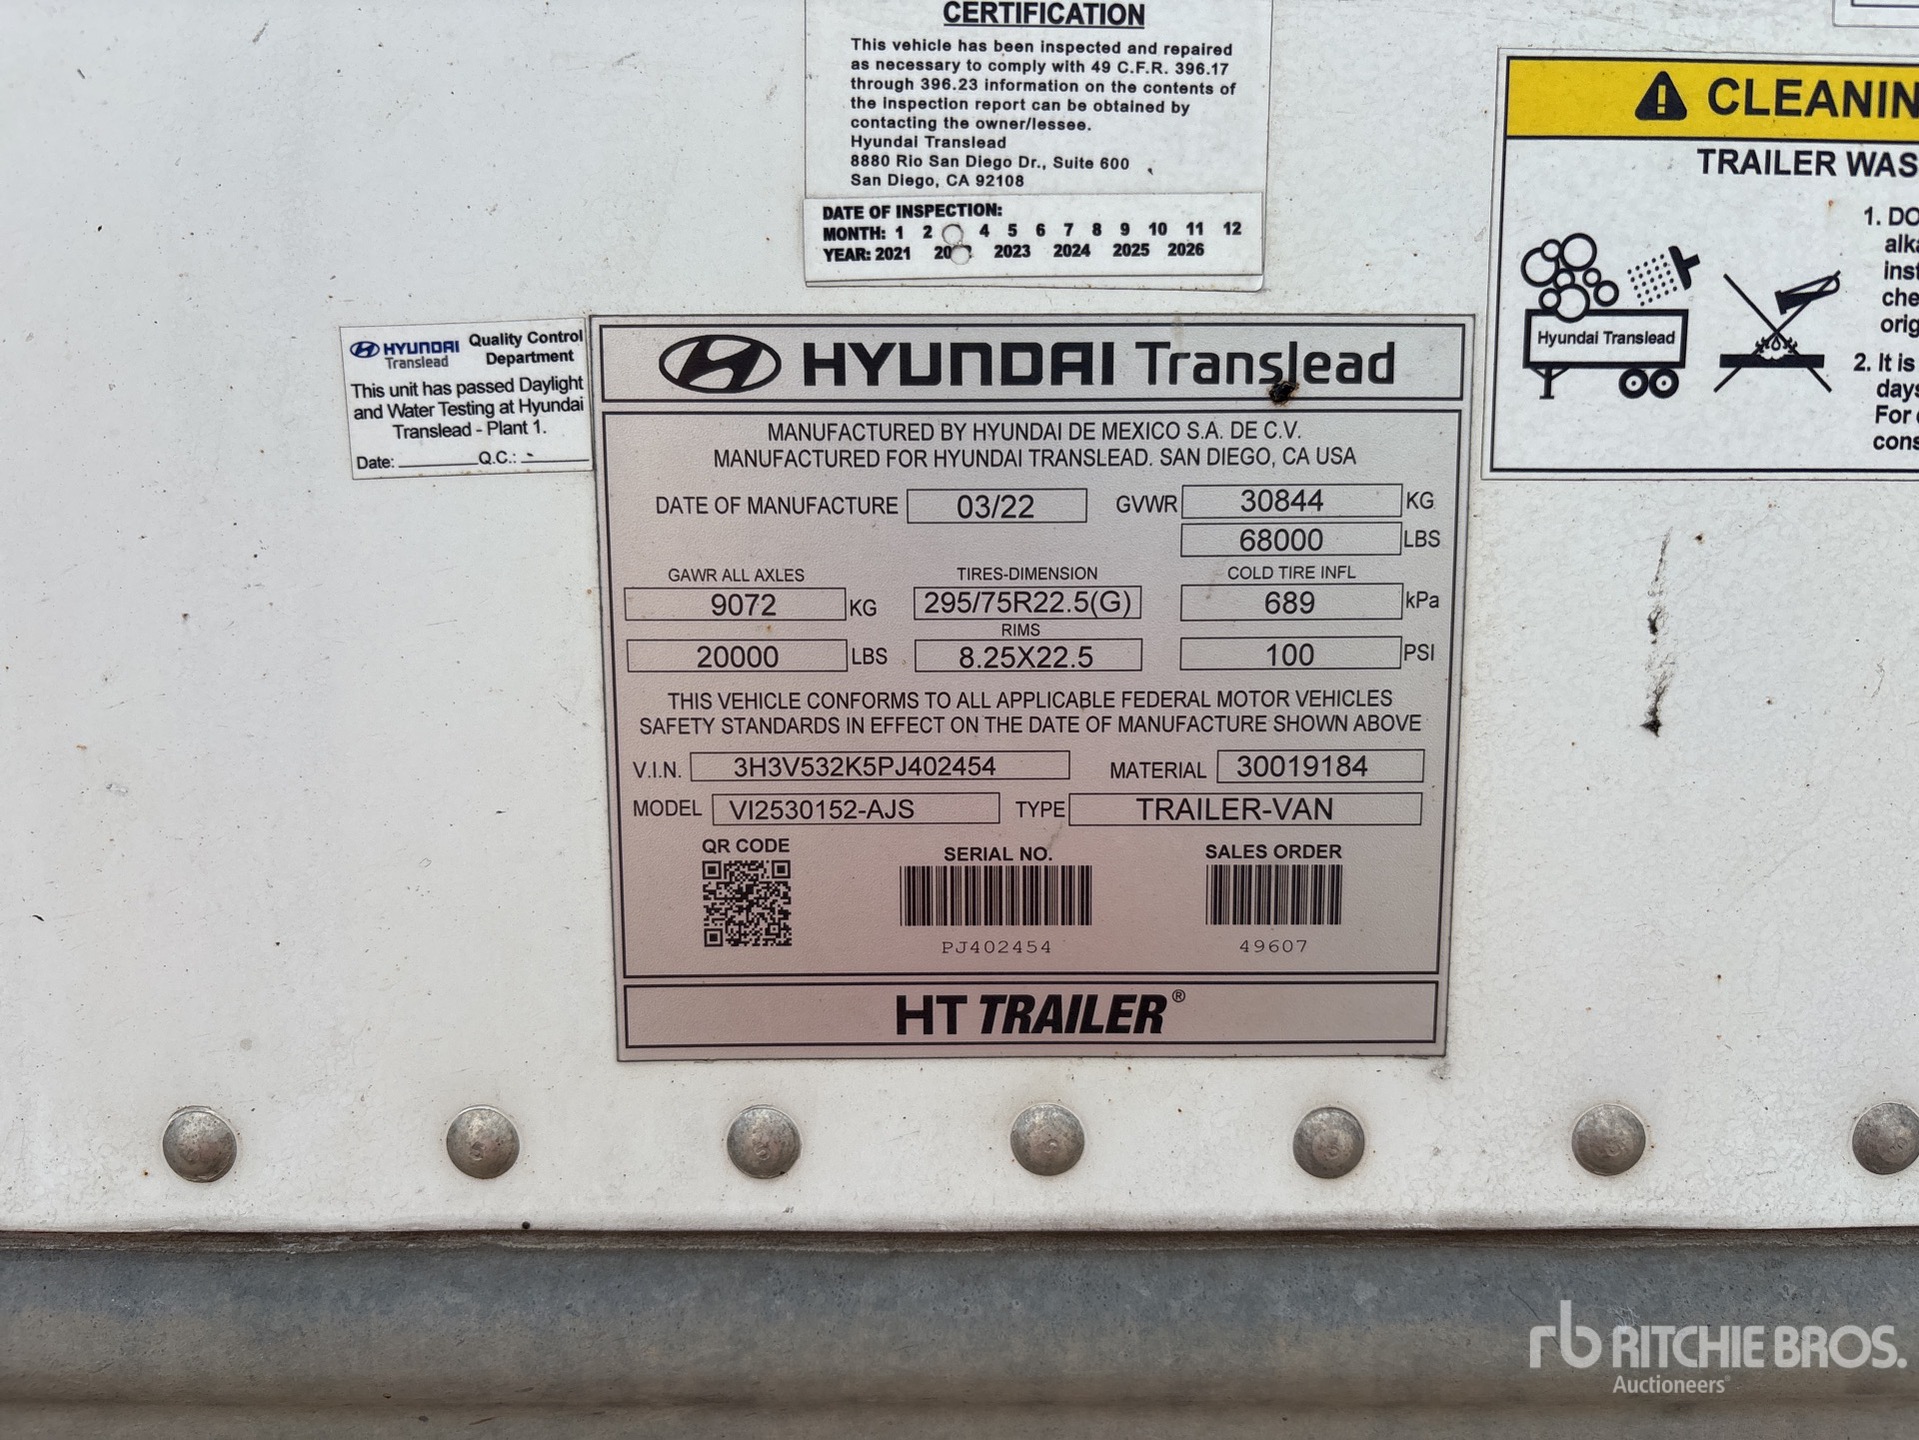 CERTIFICATION
This vehicle has been inspected and repaired
as necessary to comply with 49 C.F.R. 396.17
through 396.23 information on the contents of
the inspection report can be obtained by
contacting the owner/lessee.
Hyundai Translead
8880 Rio San Diego Dr., Suite 600
San Diego, CA 92108
DATE OF INSPECTION:
MONTH: 1 2 4 5 6 7 8 9 10 11 12
YEAR: 2021 20 2023 2024 2025 2026
HYUNDAI Translead
Quality Control
Department
This unit has passed Daylight
and Water Testing at Hyundai
Translead - Plant 1.
Date: Q.C.:
HYUNDAI Translead
MANUFACTURED BY HYUNDAI DE MEXICO S.A. DE C.V.
MANUFACTURED FOR HYUNDAI TRANSLEAD. SAN DIEGO, CA USA
DATE OF MANUFACTURE 03/22 GVWR 30844 KG
68000 LBS
GAWR ALL AXLES TIRES-DIMENSION COLD TIRE INFL
9072 KG 295/75R22.5(G) 689 kPa
RIMS
20000 LBS 8.25X22.5 100 PSI
THIS VEHICLE CONFORMS TO ALL APPLICABLE FEDERAL MOTOR VEHICLES
SAFETY STANDARDS IN EFFECT ON THE DATE OF MANUFACTURE SHOWN ABOVE
V.I.N. 3H3V532K5PJ402454 MATERIAL 30019184
MODEL VI2530152-AJS TYPE TRAILER-VAN
QR CODE SERIAL NO. SALES ORDER
PJ402454 49607
HT TRAILER®
CLEANIN
TRAILER WAS
1. DO
alka
inst
che
orig
2. It is
days
For
cons
Hyundai Translead
rb RITCHIE BROS.
Auctioneers®